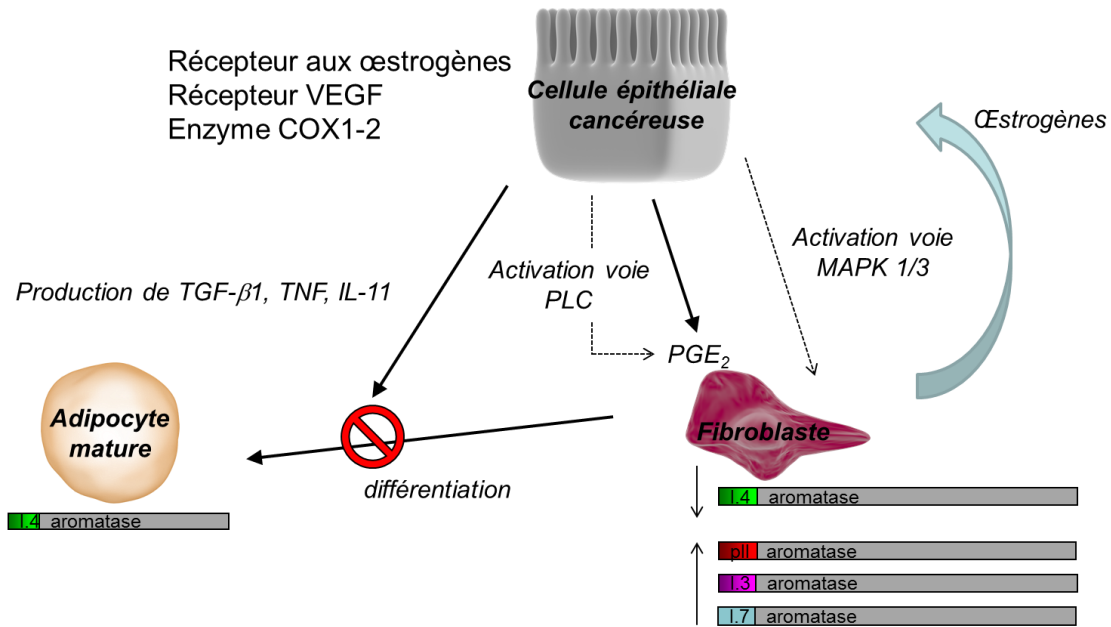 Récepteur aux œstrogènes
Récepteur VEGF
Enzyme COX1-2
Cellule épithéliale
cancéreuse
Œstrogènes
Activation voie
MAPK 1/3
Activation voie
PLC
Production de TGF-β1, TNF, IL-11
PGE2
Adipocyte
mature
Fibroblaste
différentiation
I.4 aromatase
I.4 aromatase
pII aromatase
I.3 aromatase
I.7 aromatase